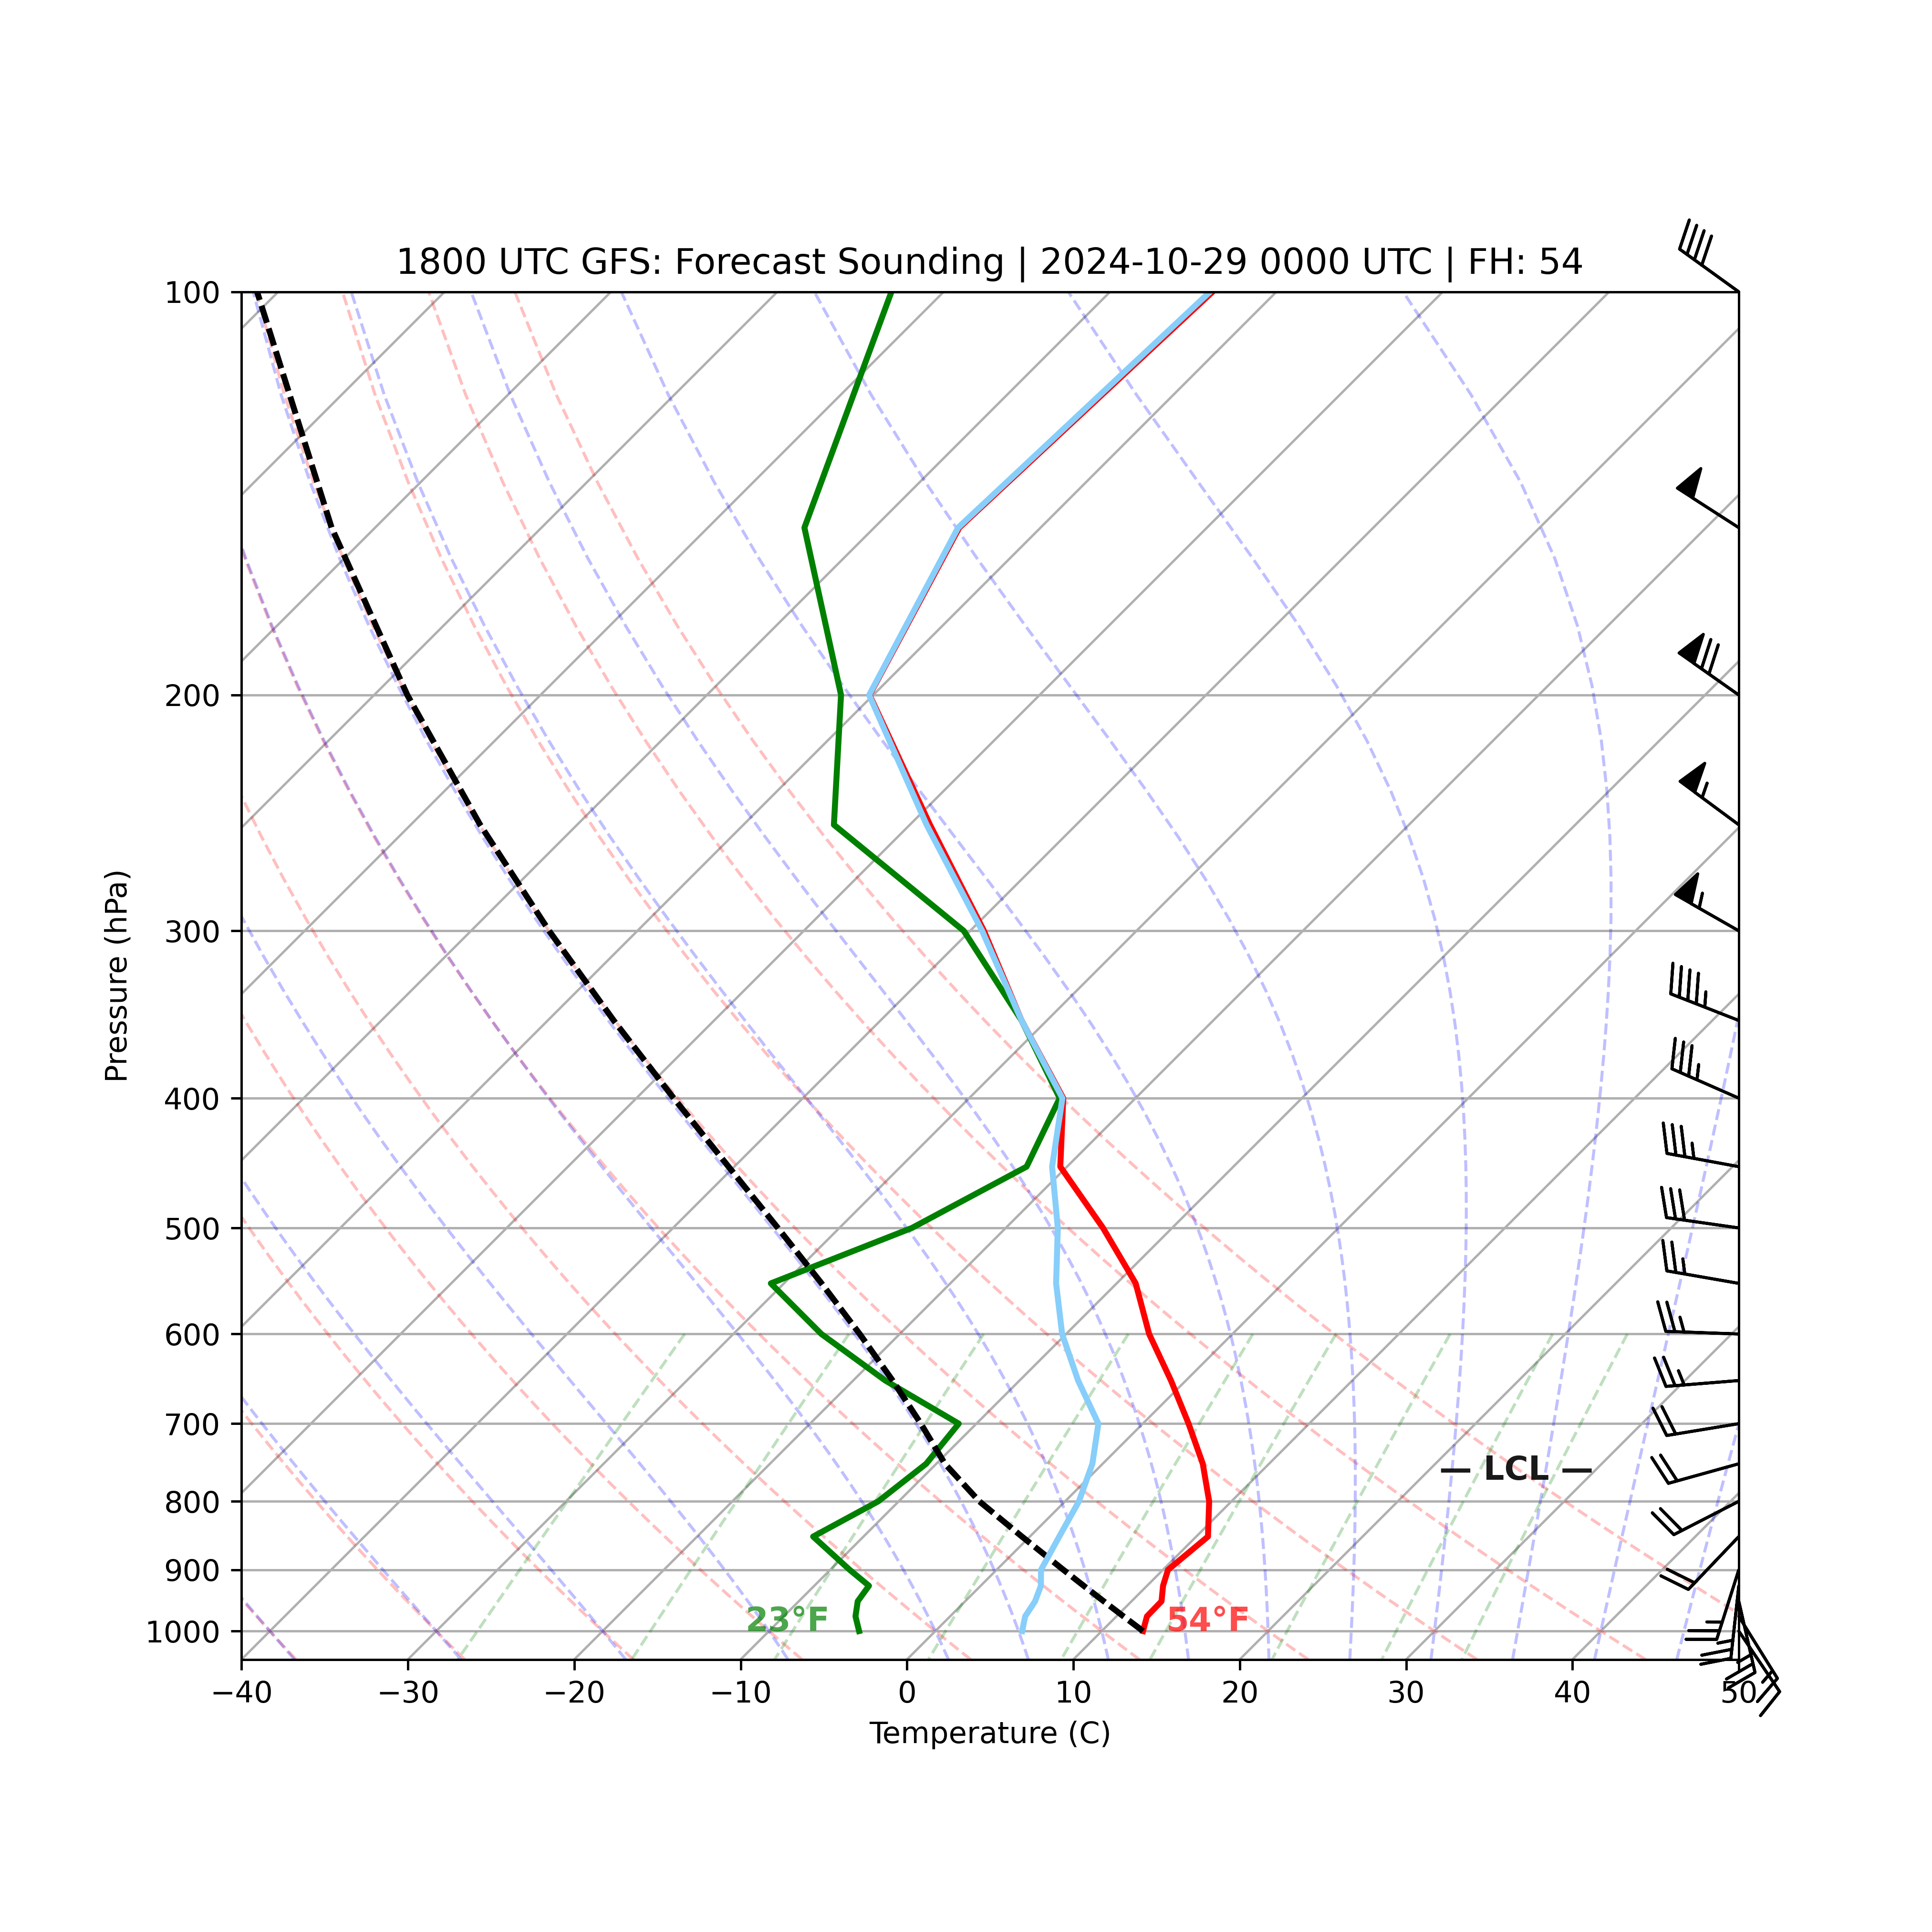 1800 UTC GFS: Forecast Sounding | 2024-10-29 0000 UTC | FH: 54
100
200
300
400
500
600
700
800
900
1000
Pressure (hPa)
— LCL —
23°F
54°F
−40 −30 −20 −10 0 10 20 30 40 50
Temperature (C)